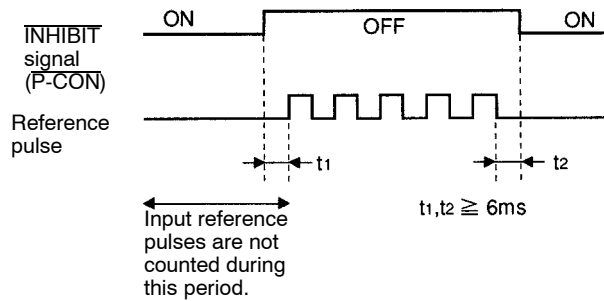 ON
OFF
ON
INHIBIT
signal
(P-CON)
Reference
pulse
t1
t2
t1,t2 ≧ 6ms
Input reference
pulses are not
counted during
this period.